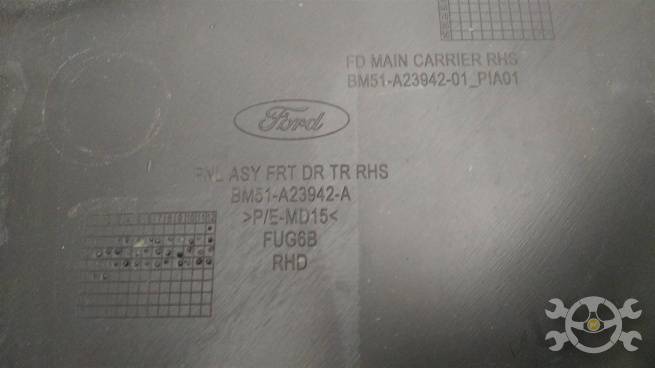 FD MAIN CARRIER RHS
BM51-A23942-01_PIA01
Ford
PNL ASY FRT DR TR RHS
BM51-A23942-A
>P/E-MD15<
FUG6B
RHD